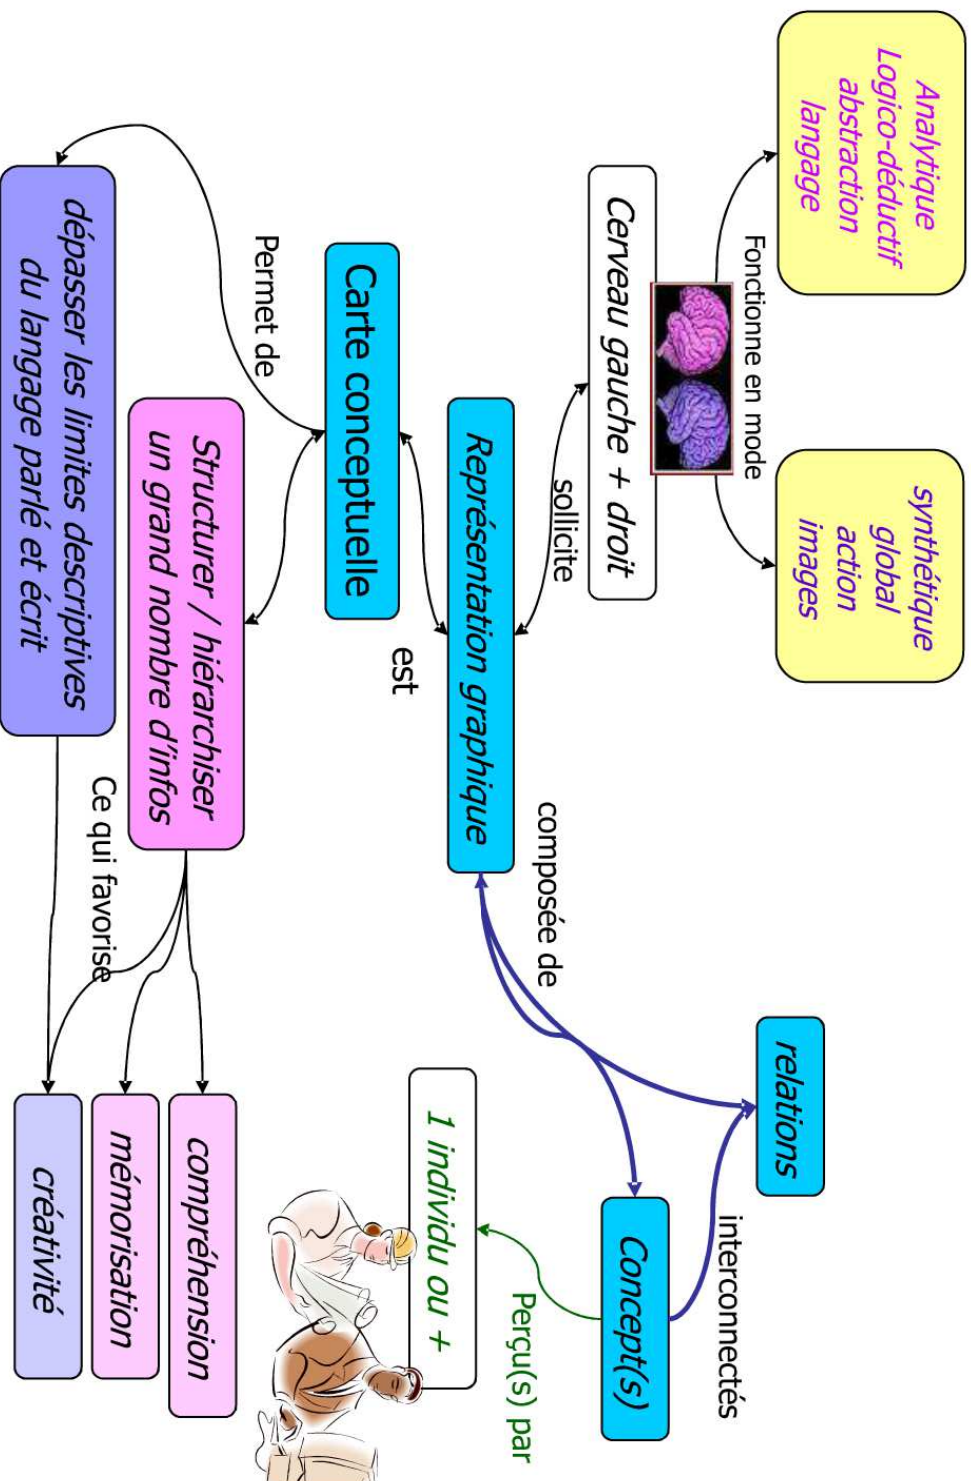 Analytique
Logico-déductif
abstraction
langage
Fonctionne en mode
synthétique
global
action
images
Cerveau gauche + droit
sollicite
relations
interconnectés
composée de
Représentation graphique
Concept(s)
Perçu(s) par
1 individu ou +
est
Carte conceptuelle
Permet de
Structurer / hiérarchiser
un grand nombre d'infos
dépasser les limites descriptives
du langage parlé et écrit
Ce qui favorise
compréhension
mémorisation
créativité